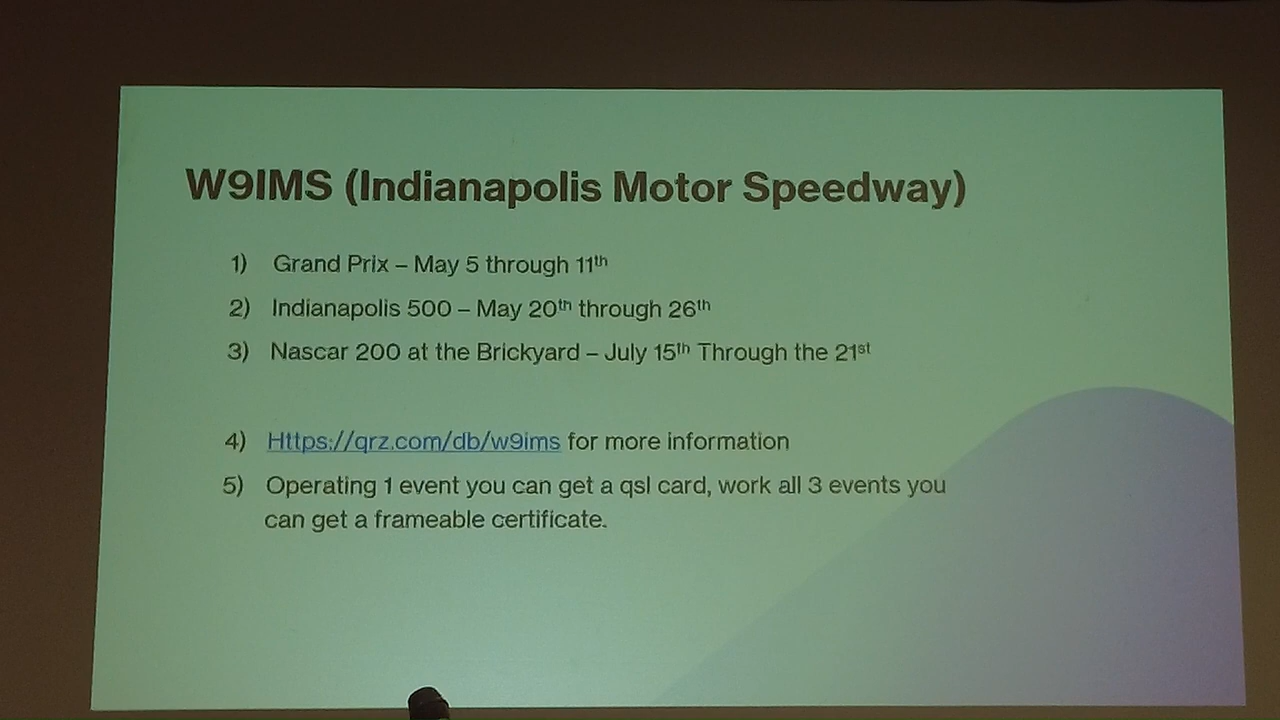 W9IMS (Indianapolis Motor Speedway)
1) Grand Prix – May 5 through 11th
2) Indianapolis 500 – May 20th through 26th
3) Nascar 200 at the Brickyard – July 15th Through the 21st
4) Https://qrz.com/db/w9ims for more information
5) Operating 1 event you can get a qsl card, work all 3 events you
can get a frameable certificate.